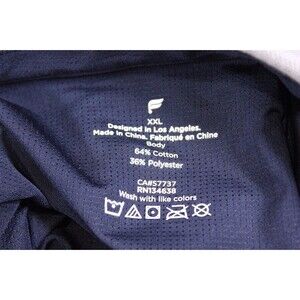 XXL
Designed in Los Angeles.
Made in China. Fabriqué en Chine
Body
64% Cotton
36% Polyester
CA#57737
RN134638
Wash with like colors